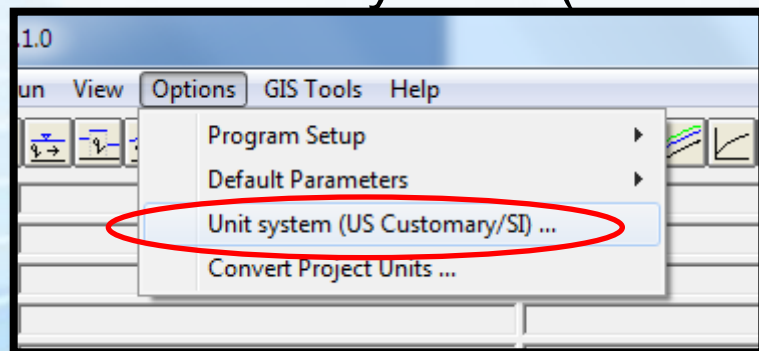 .1.0
un View Options GIS Tools Help
Program Setup
Default Parameters
Unit system (US Customary/SI) ...
Convert Project Units ...